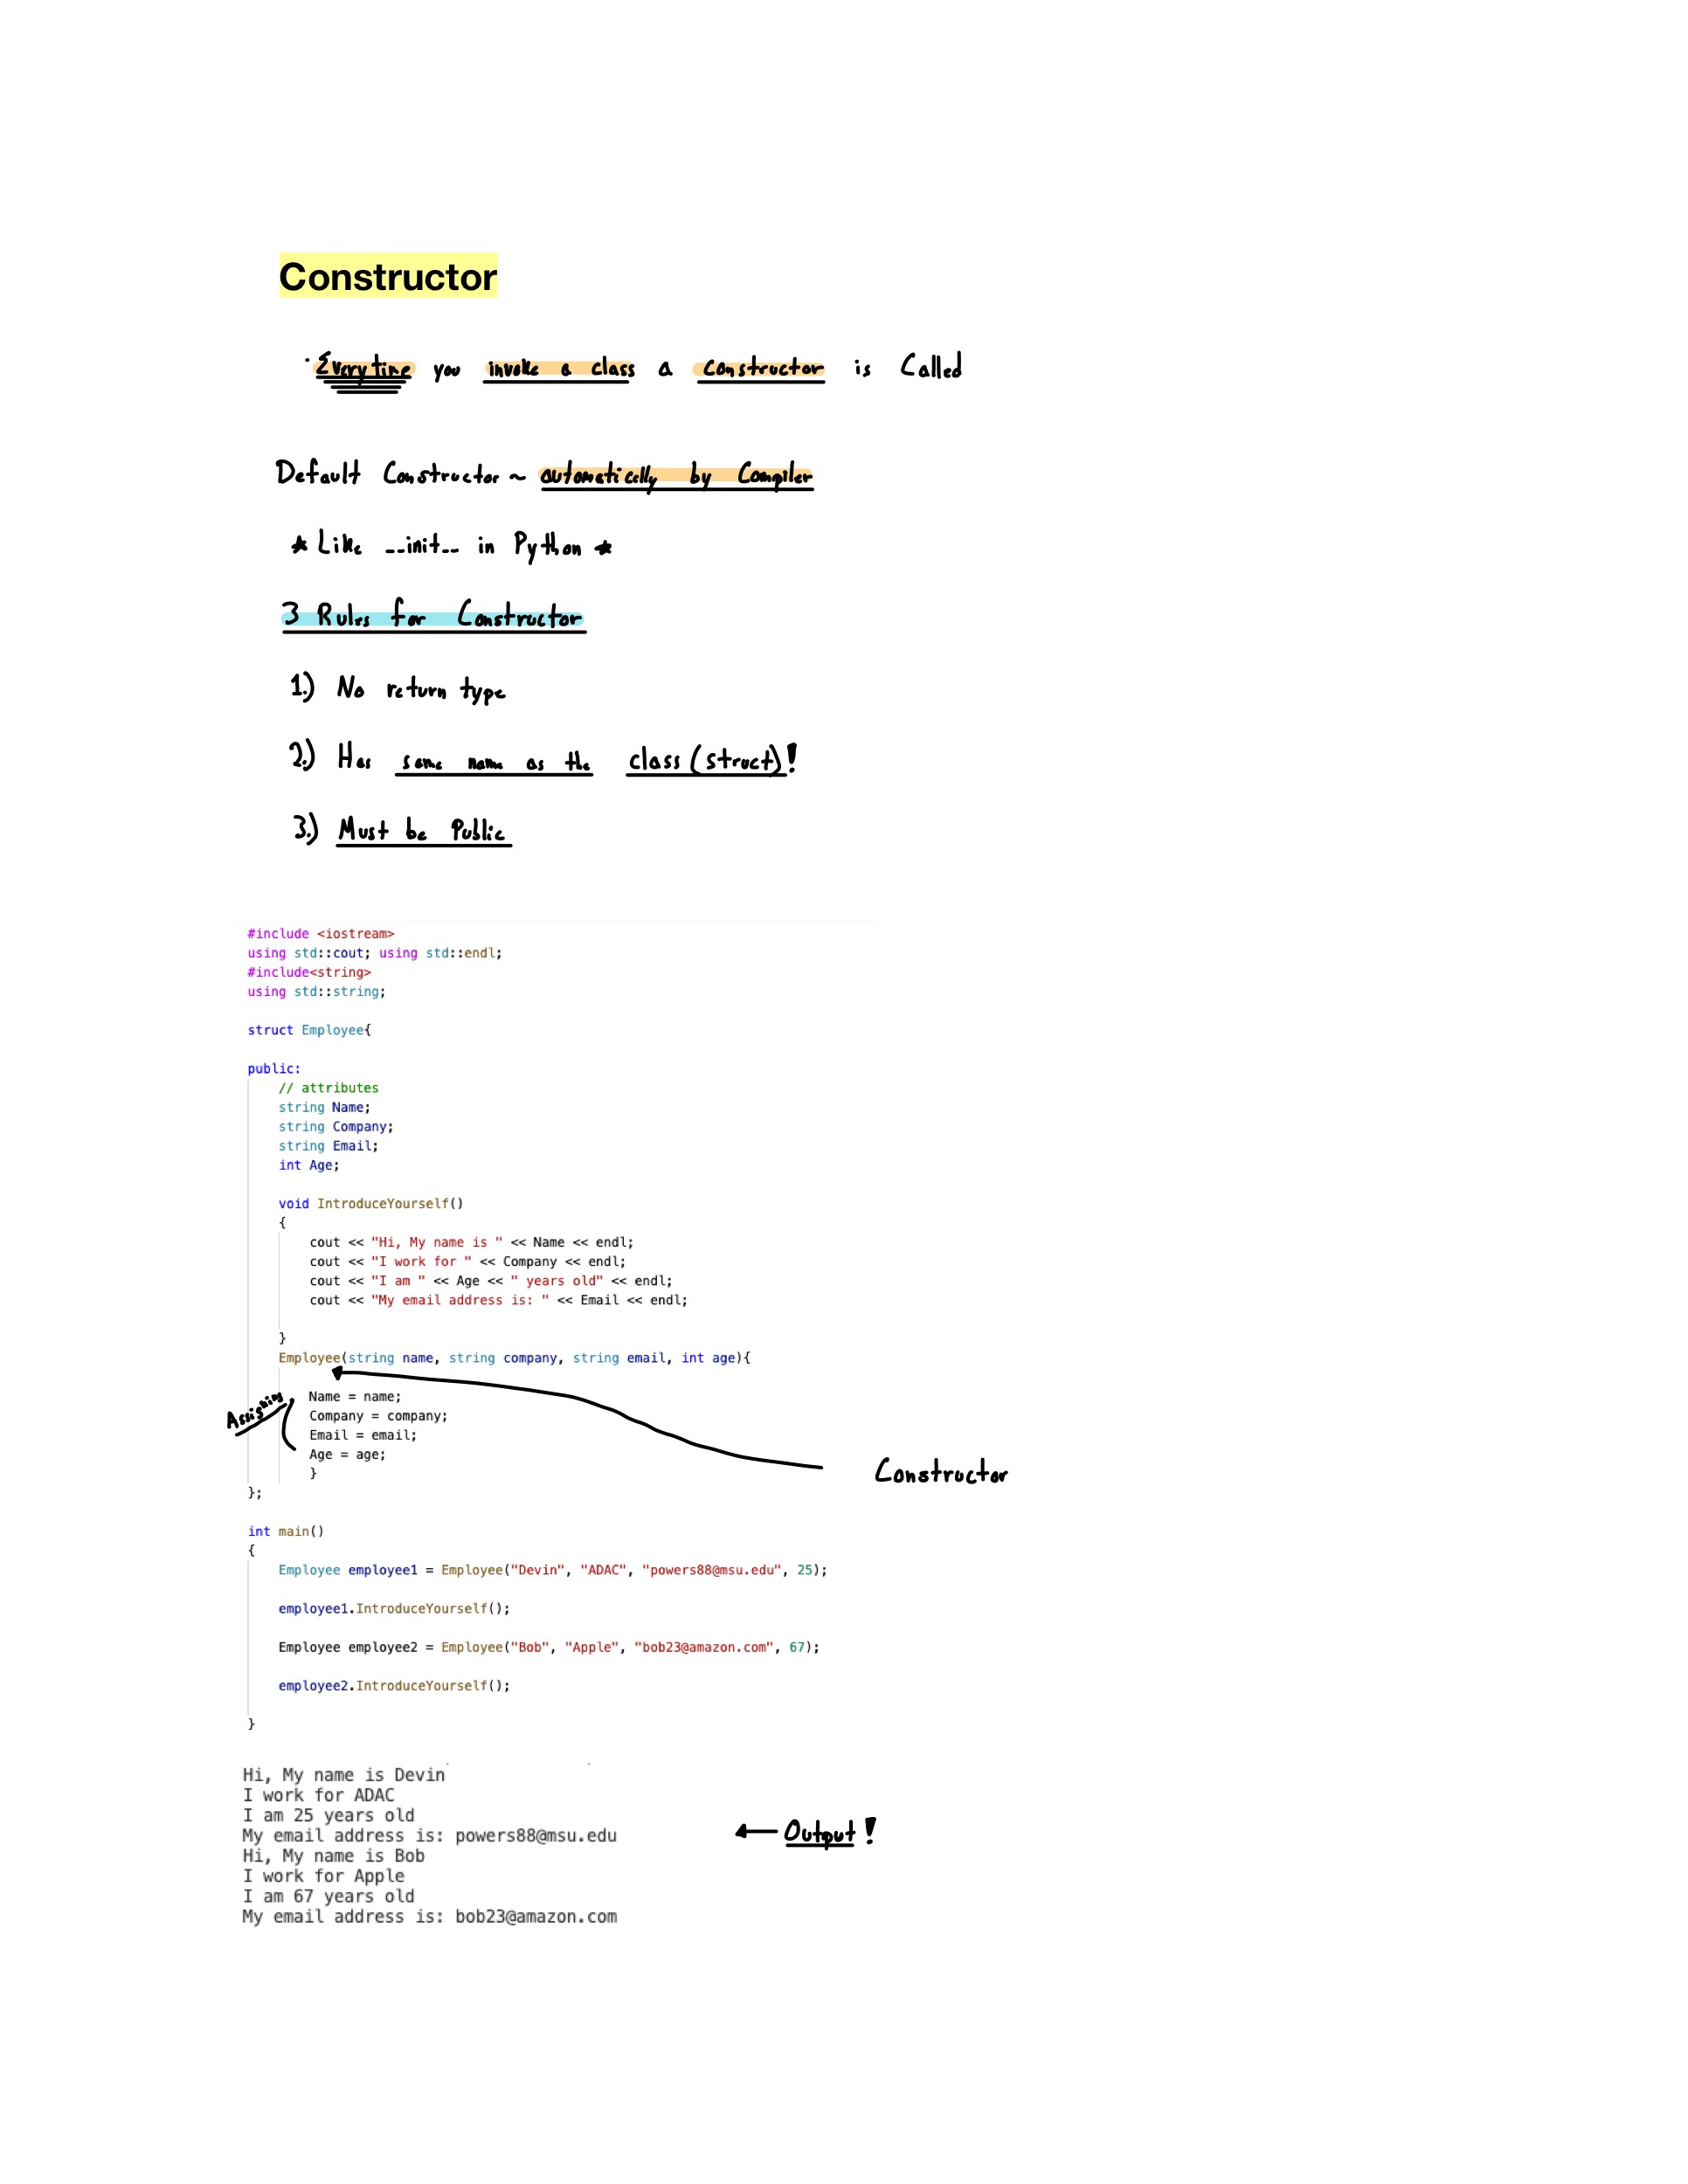 Constructor
· Everytime you invoke a class a constructor is Called
Default Constructor ~ automatically by Compiler
* Like __init__ in Python *
3 Rules for Constructor
1.) No return type
2.) Has same name as the class (struct)!
3.) Must be Public
#include <iostream>
using std::cout; using std::endl;
#include<string>
using std::string;
struct Employee{
public:
// attributes
string Name;
string Company;
string Email;
int Age;
void IntroduceYourself()
{
cout << "Hi, My name is " << Name << endl;
cout << "I work for " << Company << endl;
cout << "I am " << Age << " years old" << endl;
cout << "My email address is: " << Email << endl;
}
Employee(string name, string company, string email, int age){
Assigning
Name = name;
Company = company;
Email = email;
Age = age;
}
Constructor
};
int main()
{
Employee employee1 = Employee("Devin", "ADAC", "powers88@msu.edu", 25);
employee1.IntroduceYourself();
Employee employee2 = Employee("Bob", "Apple", "bob23@amazon.com", 67);
employee2.IntroduceYourself();
}
Hi, My name is Devin
I work for ADAC
I am 25 years old
My email address is: powers88@msu.edu
Output!
Hi, My name is Bob
I work for Apple
I am 67 years old
My email address is: bob23@amazon.com